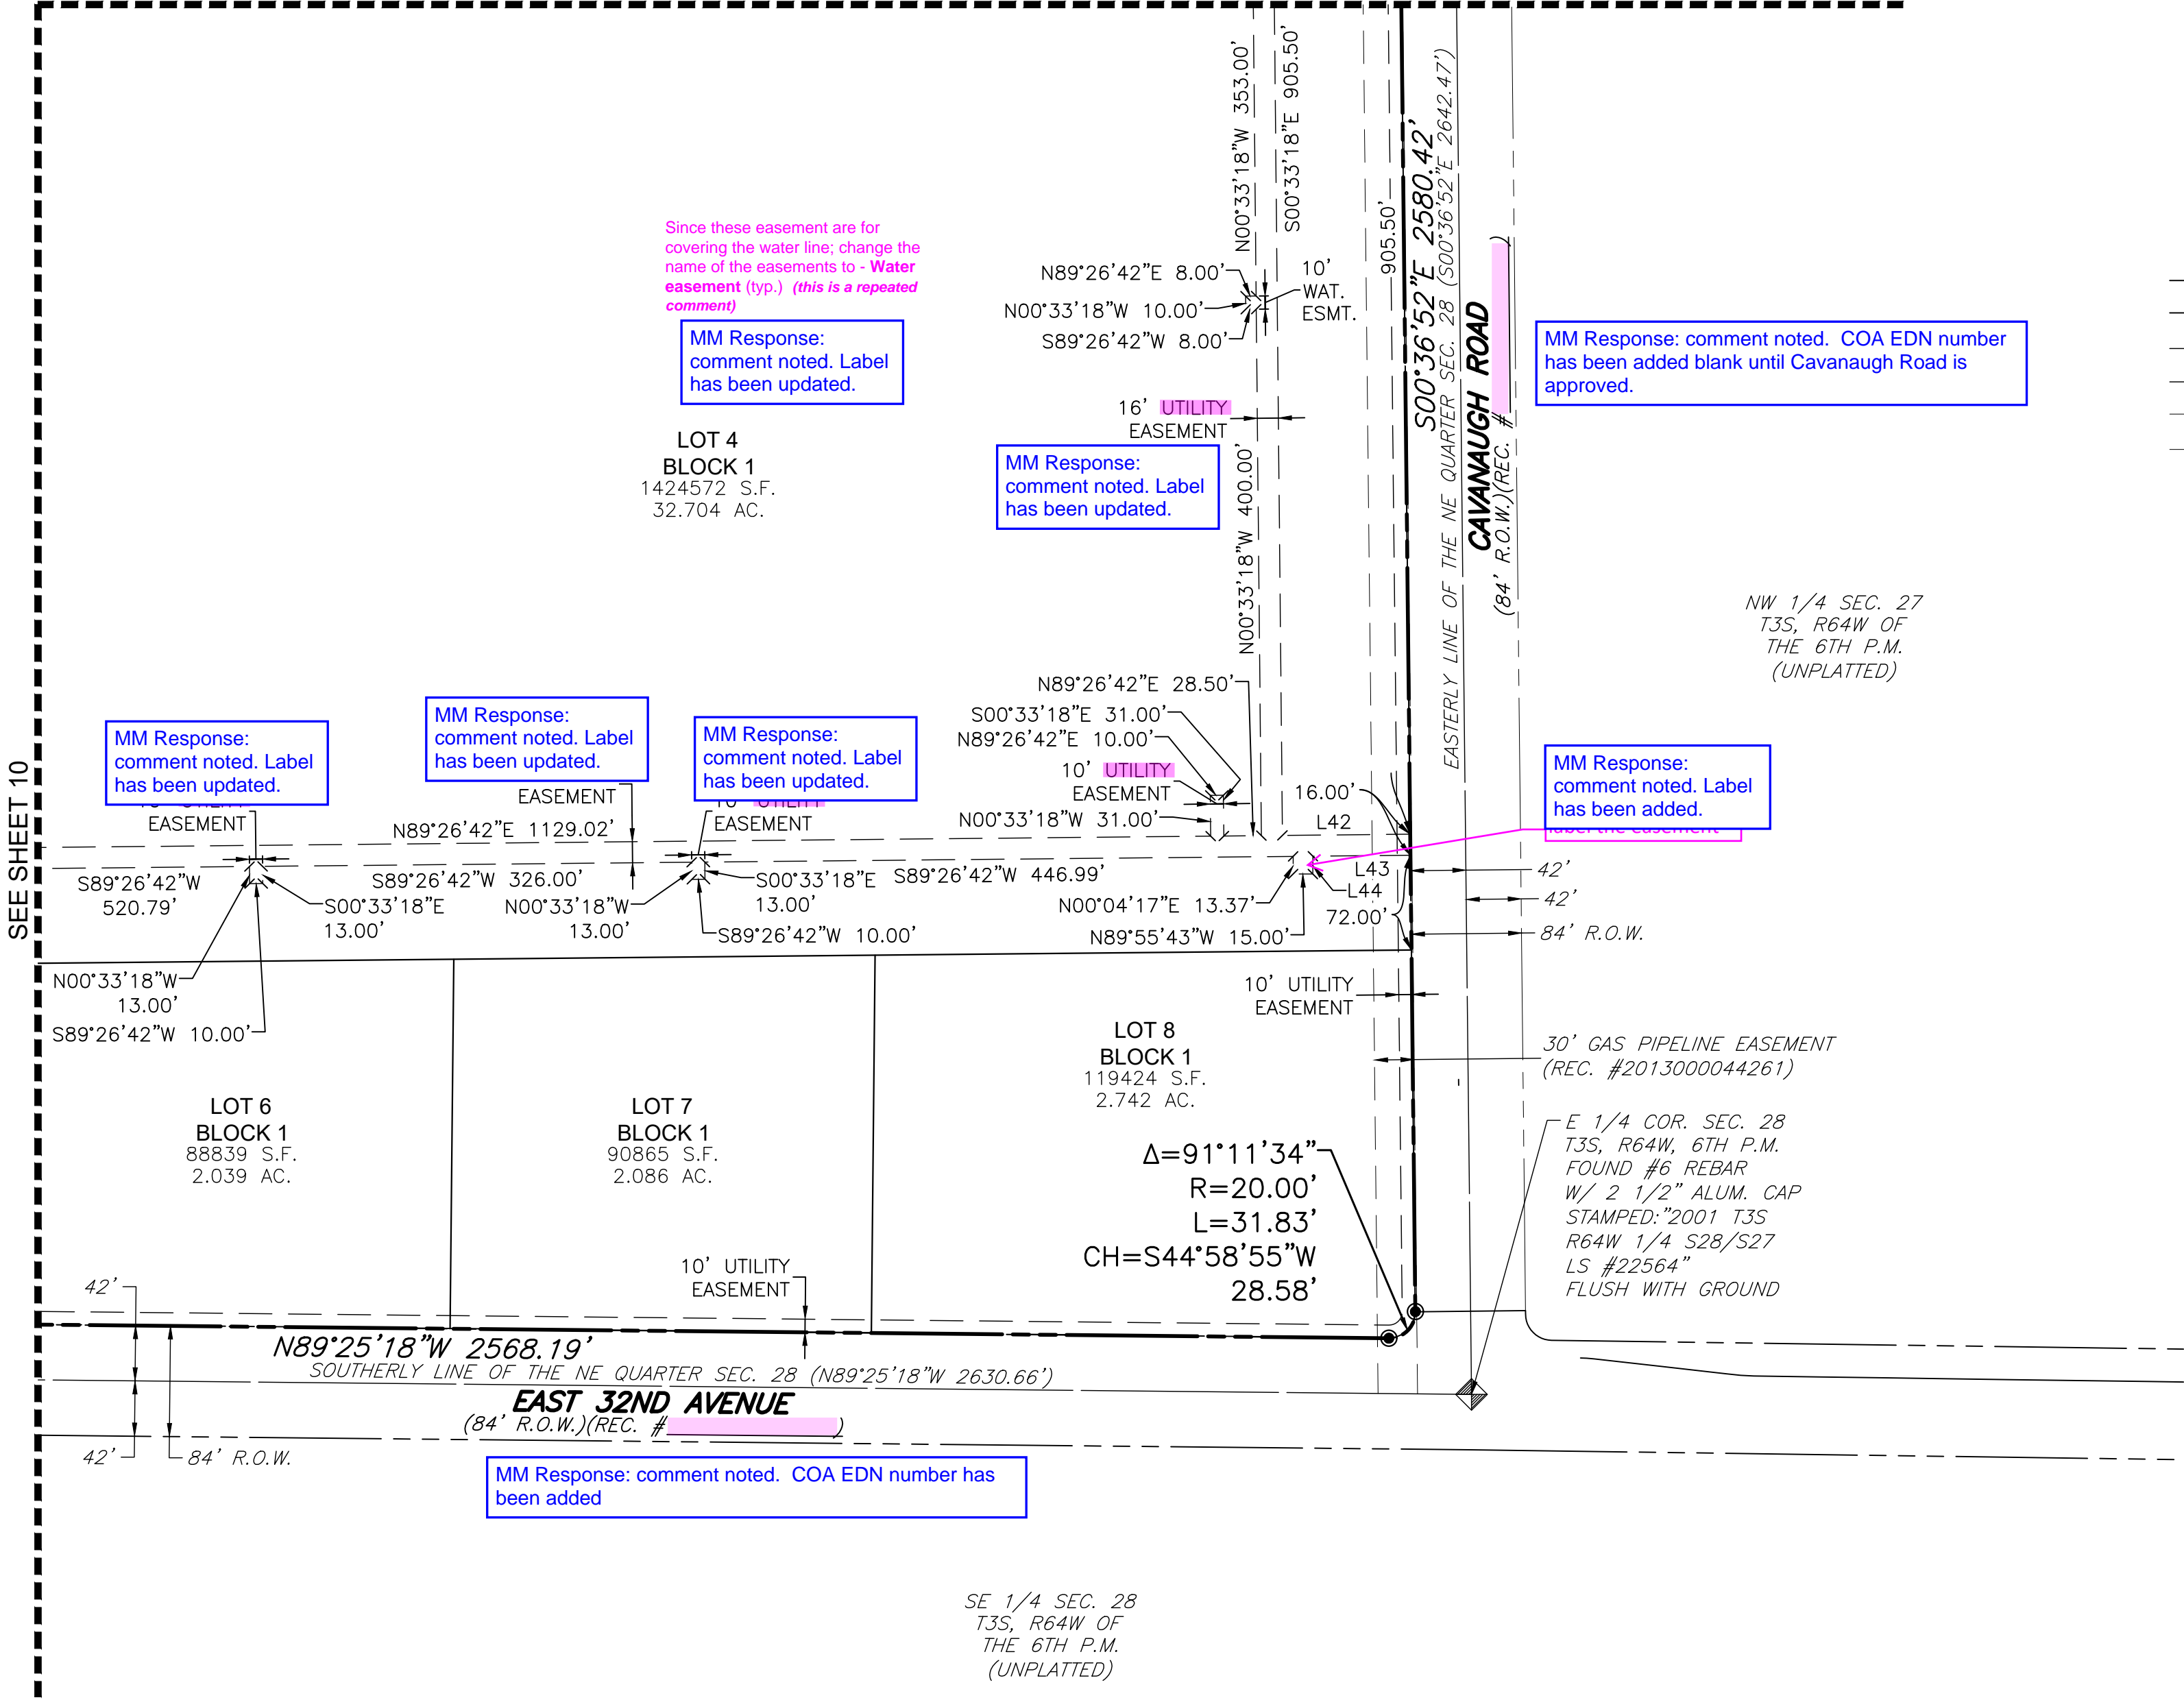 N00°33'18"W 353.00'
S00°33'18"E 905.50'
905.50'
S00°36'52"E 2580.42'
EASTERLY LINE OF THE NE QUARTER SEC. 28 (S00°36'52"E 2642.47')
CAVANAUGH ROAD
(84' R.O.W.)(REC. # )
Since these easement are for
covering the water line; change the
name of the easements to - Water
easement (typ.) (this is a repeated
comment)
MM Response:
comment noted. Label
has been updated.
LOT 4
BLOCK 1
1424572 S.F.
32.704 AC.
N89°26'42"E 8.00'
N00°33'18"W 10.00'
S89°26'42"W 8.00'
10'
WAT.
ESMT.
16' UTILITY
EASEMENT
MM Response:
comment noted. Label
has been updated.
N00°33'18"W 400.00'
MM Response: comment noted. COA EDN number
has been added blank until Cavanaugh Road is
approved.
NW 1/4 SEC. 27
T3S, R64W OF
THE 6TH P.M.
(UNPLATTED)
SEE SHEET 10
MM Response:
comment noted. Label
has been updated.
EASEMENT
MM Response:
comment noted. Label
has been updated.
EASEMENT
MM Response:
comment noted. Label
has been updated.
10' UTILITY
EASEMENT
N89°26'42"E 28.50'
S00°33'18"E 31.00'
N89°26'42"E 10.00'
10' UTILITY
EASEMENT
N00°33'18"W 31.00'
16.00'
L42
MM Response:
comment noted. Label
has been added.
label the easement
N89°26'42"E 1129.02'
S89°26'42"W
520.79'
S00°33'18"E
13.00'
S89°26'42"W 326.00'
N00°33'18"W
13.00'
S00°33'18"E
13.00'
S89°26'42"W 10.00'
S89°26'42"W 446.99'
N00°04'17"E 13.37'
N89°55'43"W 15.00'
L43
L44
72.00'
42'
42'
84' R.O.W.
N00°33'18"W
13.00'
S89°26'42"W 10.00'
10' UTILITY
EASEMENT
LOT 8
BLOCK 1
119424 S.F.
2.742 AC.
30' GAS PIPELINE EASEMENT
(REC. #2013000044261)
LOT 6
BLOCK 1
88839 S.F.
2.039 AC.
LOT 7
BLOCK 1
90865 S.F.
2.086 AC.
Δ=91°11'34"
R=20.00'
L=31.83'
CH=S44°58'55"W
28.58'
E 1/4 COR. SEC. 28
T3S, R64W, 6TH P.M.
FOUND #6 REBAR
W/ 2 1/2" ALUM. CAP
STAMPED:"2001 T3S
R64W 1/4 S28/S27
LS #22564"
FLUSH WITH GROUND
10' UTILITY
EASEMENT
42'
N89°25'18"W 2568.19'
SOUTHERLY LINE OF THE NE QUARTER SEC. 28 (N89°25'18"W 2630.66')
EAST 32ND AVENUE
(84' R.O.W.)(REC. # )
42'
84' R.O.W.
MM Response: comment noted. COA EDN number has
been added
SE 1/4 SEC. 28
T3S, R64W OF
THE 6TH P.M.
(UNPLATTED)